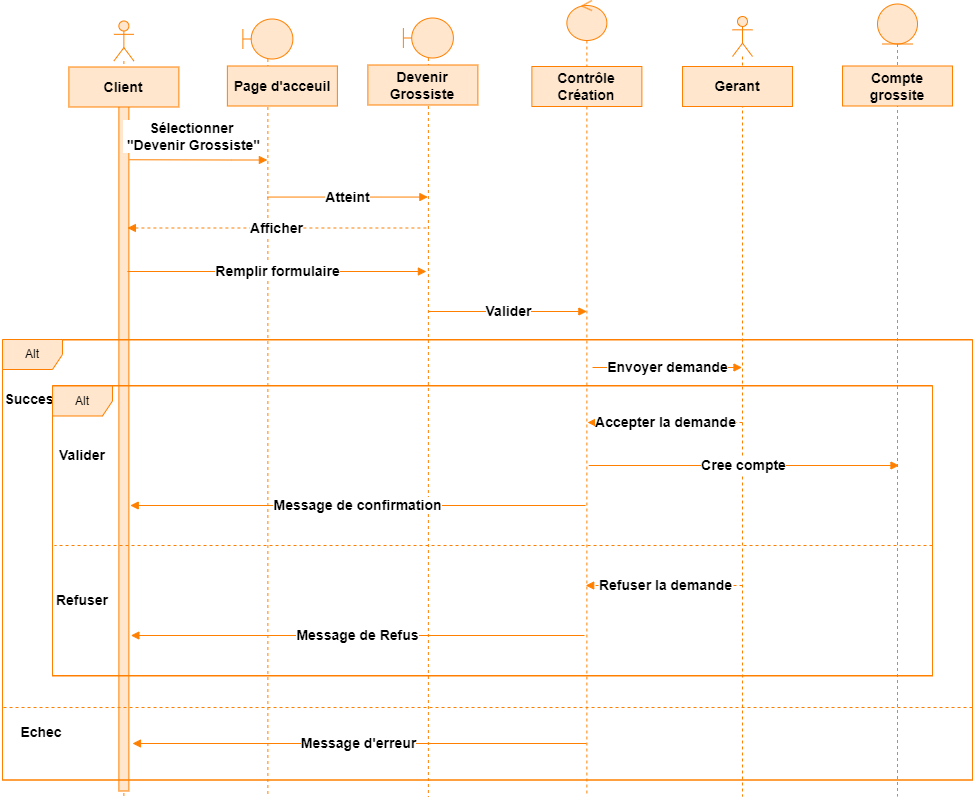 Client
Page d'acceuil
Devenir
Grossiste
Contrôle
Création
Gerant
Compte
grossite
Sélectionner
"Devenir Grossiste"
Atteint
Afficher
Remplir formulaire
Valider
Alt
Envoyer demande
Succes
Alt
Accepter la demande
Valider
Cree compte
Message de confirmation
Refuser la demande
Refuser
Message de Refus
Echec
Message d'erreur